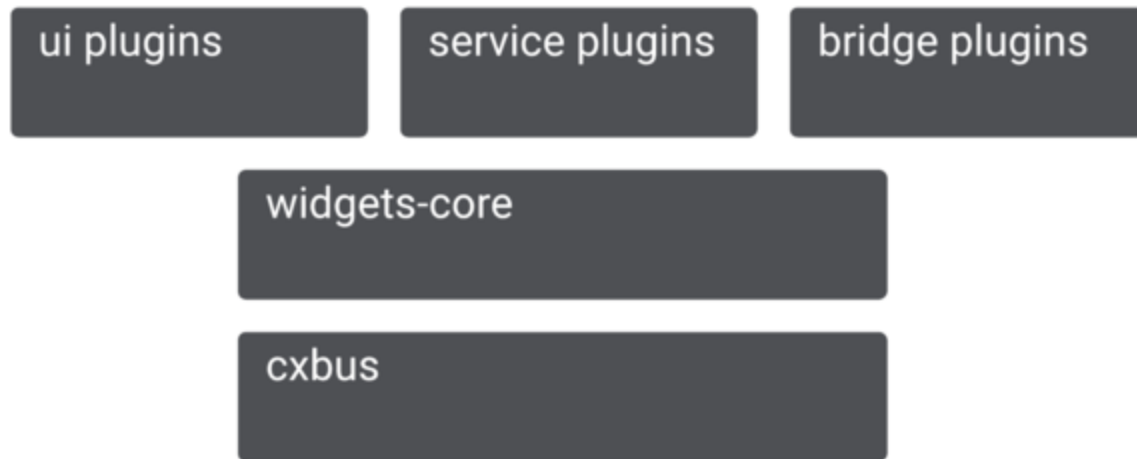 ui plugins
service plugins
bridge plugins
widgets-core
cxbus